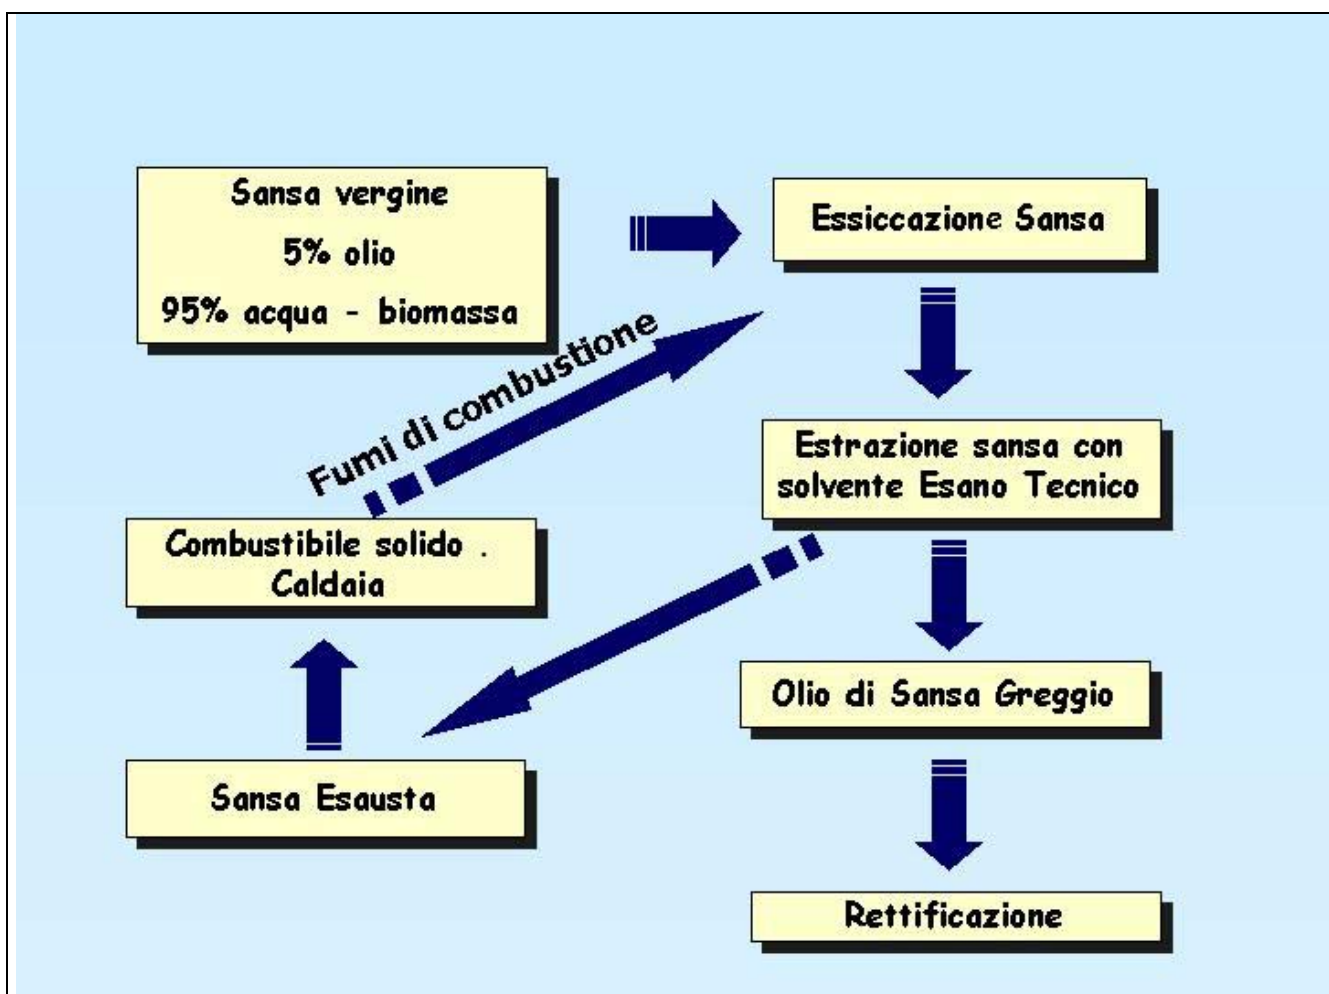 Sansa vergine
5% olio
95% acqua - biomassa
Essiccazione Sansa
Fumi di combustione
Estrazione sansa con
solvente Esano Tecnico
Combustibile solido .
Caldaia
Olio di Sansa Greggio
Sansa Esausta
Rettificazione